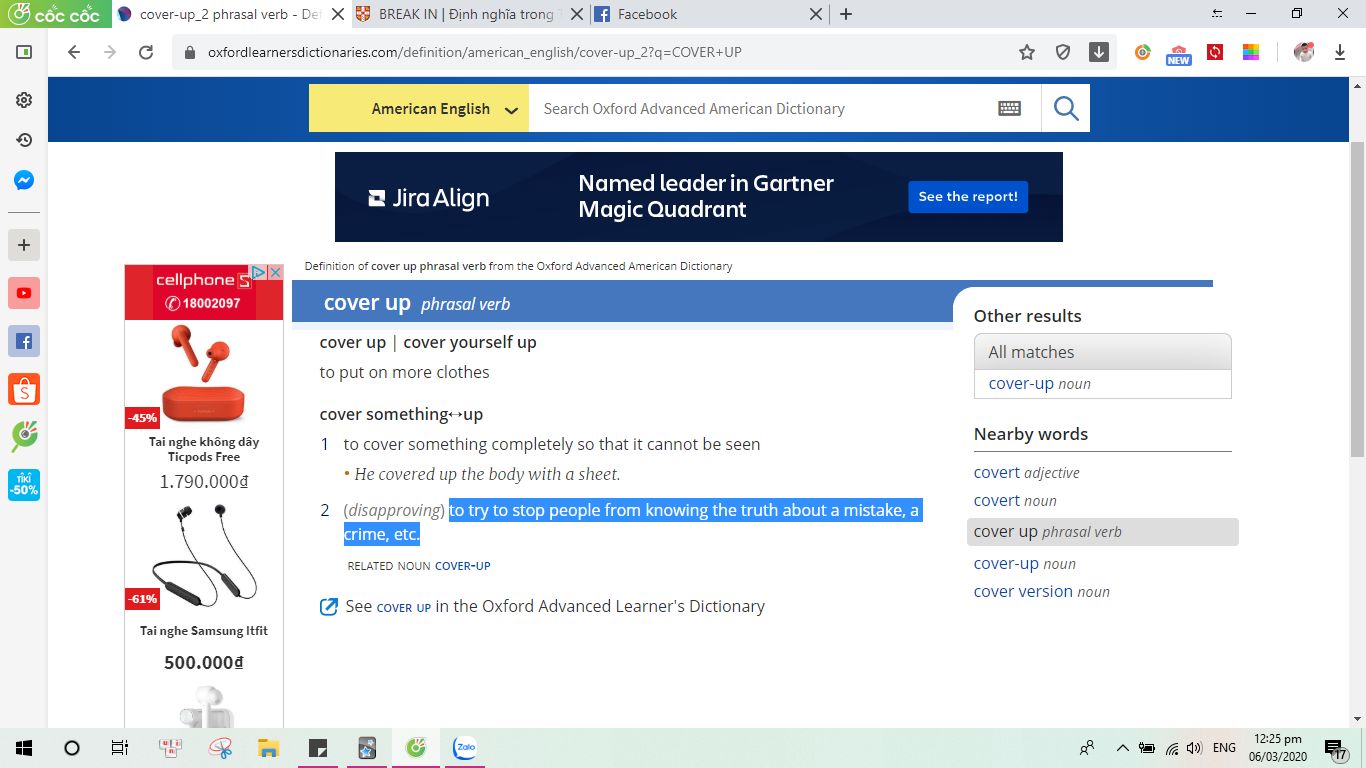 cốc cốc
cover-up_2 phrasal verb - De
BREAK IN | Định nghĩa trong
Facebook
oxfordlearnersdictionaries.com/definition/american_english/cover-up_2?q=COVER+UP
NEW
American English
Search Oxford Advanced American Dictionary
Jira Align
Named leader in Gartner
Magic Quadrant
See the report!
Definition of cover up phrasal verb from the Oxford Advanced American Dictionary
cellphoneS
18002097
-45%
Tai nghe không dây
Ticpods Free
1.790.000₫
-61%
Tai nghe Samsung Itfit
500.000₫
cover up phrasal verb
cover up | cover yourself up
to put on more clothes
cover something↔up
1 to cover something completely so that it cannot be seen
• He covered up the body with a sheet.
2 (disapproving) to try to stop people from knowing the truth about a mistake, a
crime, etc.
RELATED NOUN COVER-UP
See COVER UP in the Oxford Advanced Learner's Dictionary
Other results
All matches
cover-up noun
Nearby words
covert adjective
covert noun
cover up phrasal verb
cover-up noun
cover version noun
TIKI
-50%
Zalo
ENG
12:25 pm
06/03/2020
17